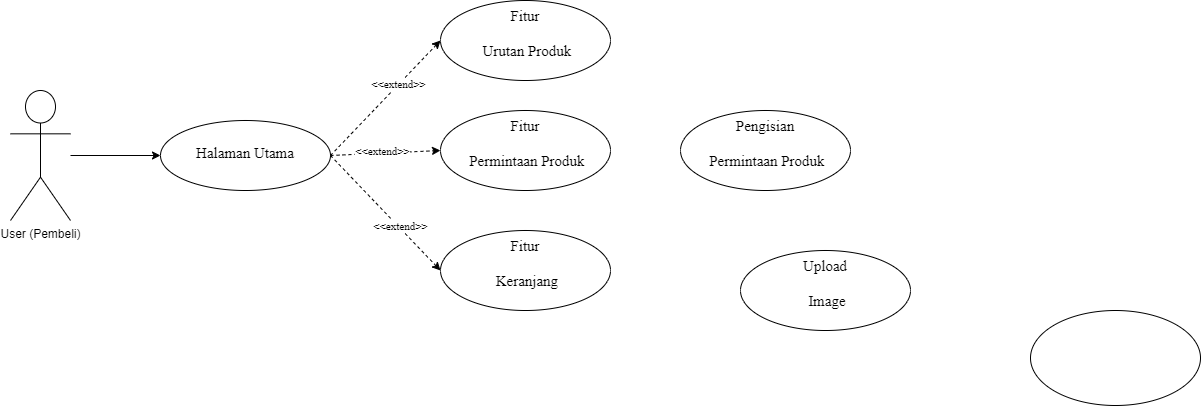 Fitur
Urutan Produk
<<extend>>
Halaman Utama
<<extend>>
Fitur
Permintaan Produk
Pengisian
Permintaan Produk
<<extend>>
User (Pembeli)
Fitur
Keranjang
Upload
Image